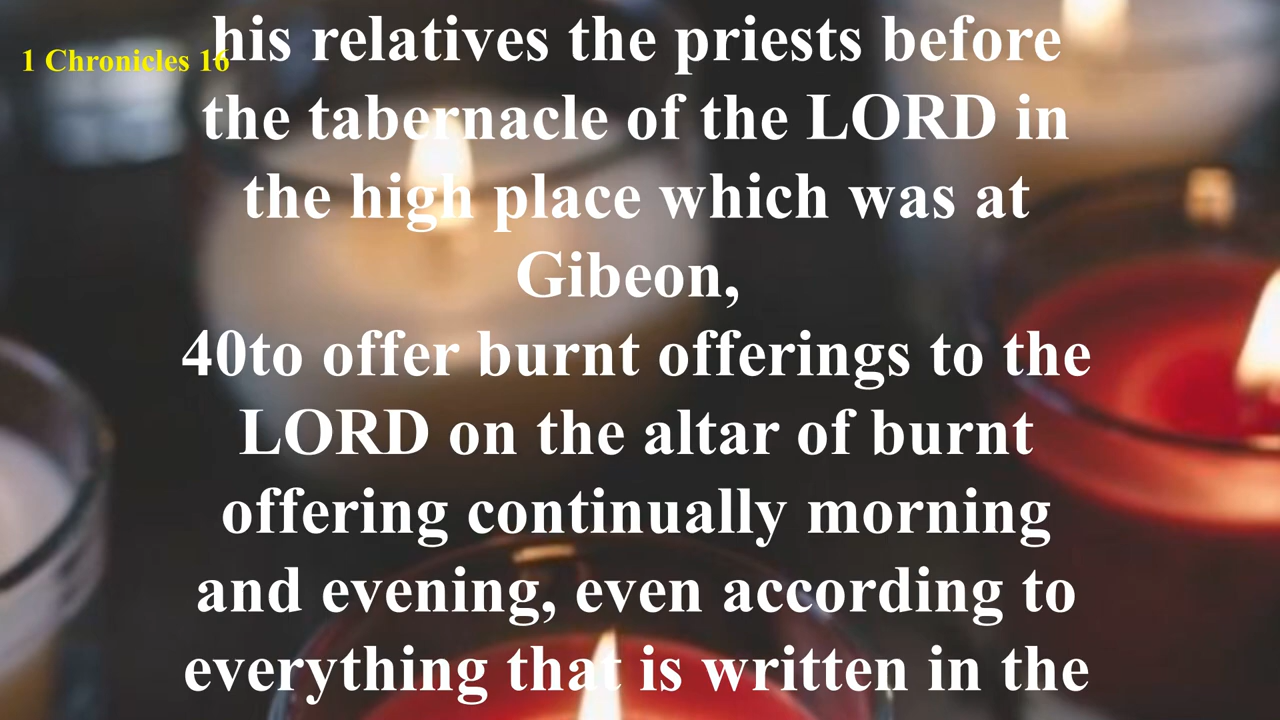 1 Chronicles 16
his relatives the priests before
the tabernacle of the LORD in
the high place which was at
Gibeon,
40to offer burnt offerings to the
LORD on the altar of burnt
offering continually morning
and evening, even according to
everything that is written in the